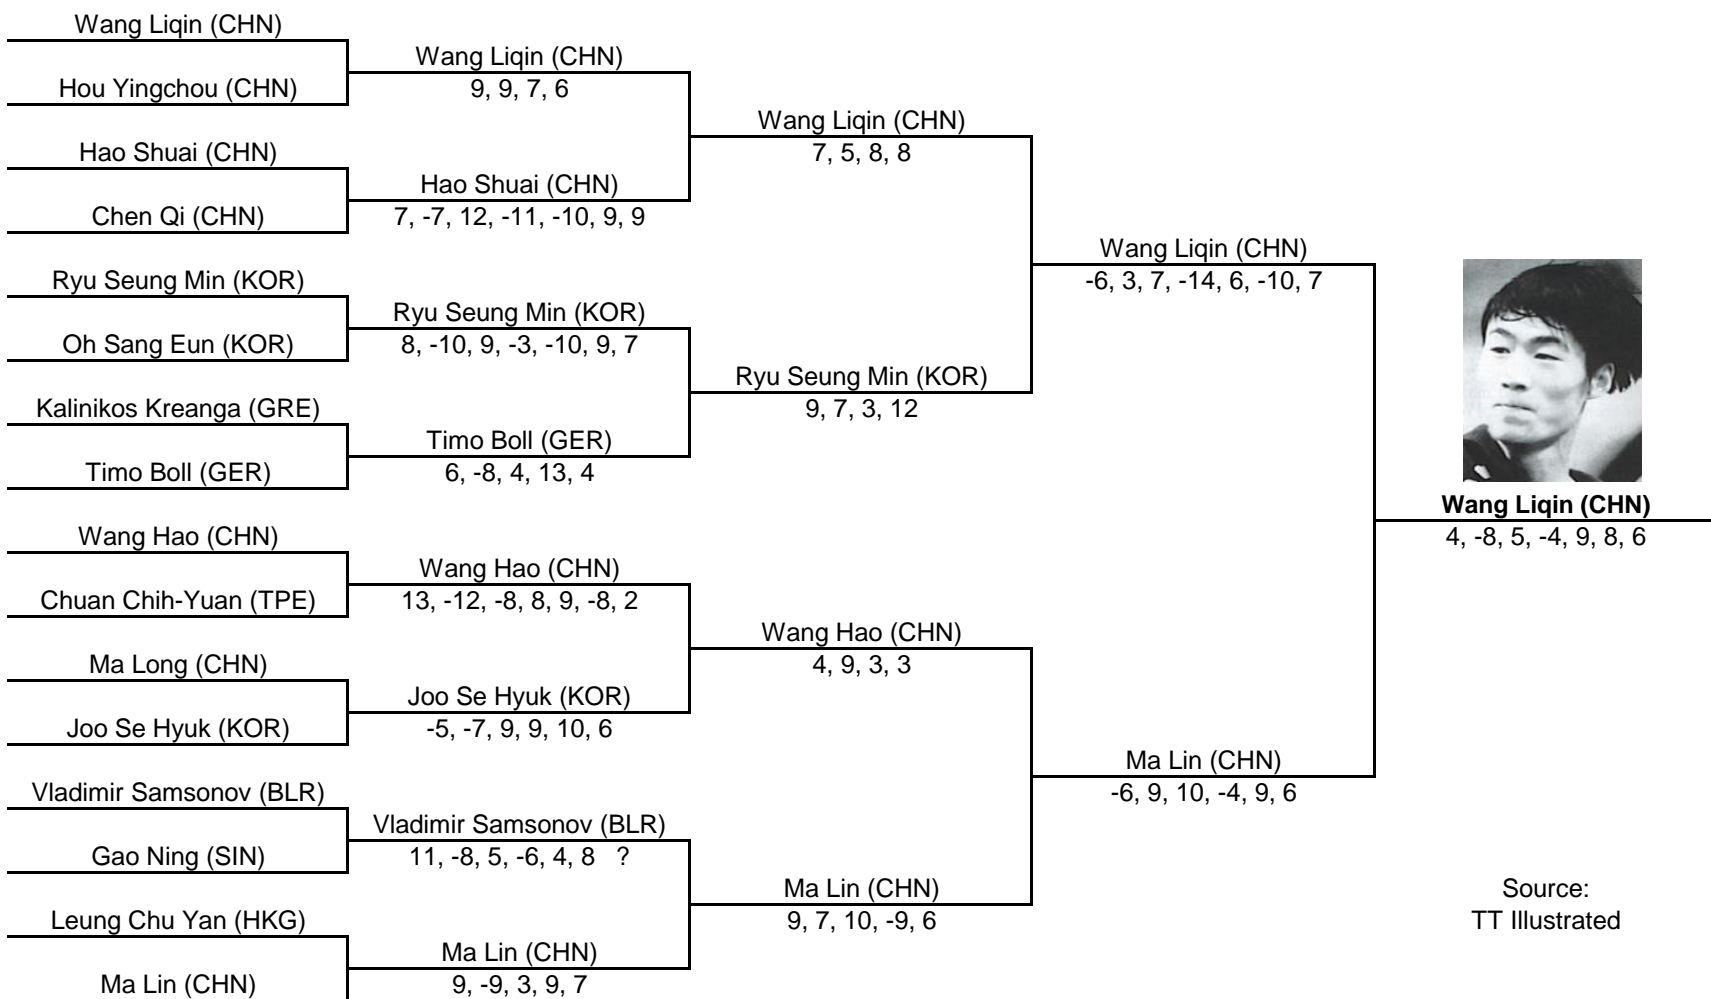 Wang Liqin (CHN)
Hou Yingchou (CHN)
Hao Shuai (CHN)
Chen Qi (CHN)
Ryu Seung Min (KOR)
Oh Sang Eun (KOR)
Kalinikos Kreanga (GRE)
Timo Boll (GER)
Wang Hao (CHN)
Chuan Chih-Yuan (TPE)
Ma Long (CHN)
Joo Se Hyuk (KOR)
Vladimir Samsonov (BLR)
Gao Ning (SIN)
Leung Chu Yan (HKG)
Ma Lin (CHN)
Wang Liqin (CHN)
9, 9, 7, 6
Hao Shuai (CHN)
7, -7, 12, -11, -10, 9, 9
Ryu Seung Min (KOR)
8, -10, 9, -3, -10, 9, 7
Timo Boll (GER)
6, -8, 4, 13, 4
Wang Hao (CHN)
13, -12, -8, 8, 9, -8, 2
Joo Se Hyuk (KOR)
-5, -7, 9, 9, 10, 6
Vladimir Samsonov (BLR)
11, -8, 5, -6, 4, 8 ?
Ma Lin (CHN)
9, -9, 3, 9, 7
Wang Liqin (CHN)
7, 5, 8, 8
Ryu Seung Min (KOR)
9, 7, 3, 12
Wang Hao (CHN)
4, 9, 3, 3
Ma Lin (CHN)
9, 7, 10, -9, 6
Wang Liqin (CHN)
-6, 3, 7, -14, 6, -10, 7
Ma Lin (CHN)
-6, 9, 10, -4, 9, 6
Wang Liqin (CHN)
4, -8, 5, -4, 9, 8, 6
Source:
TT Illustrated